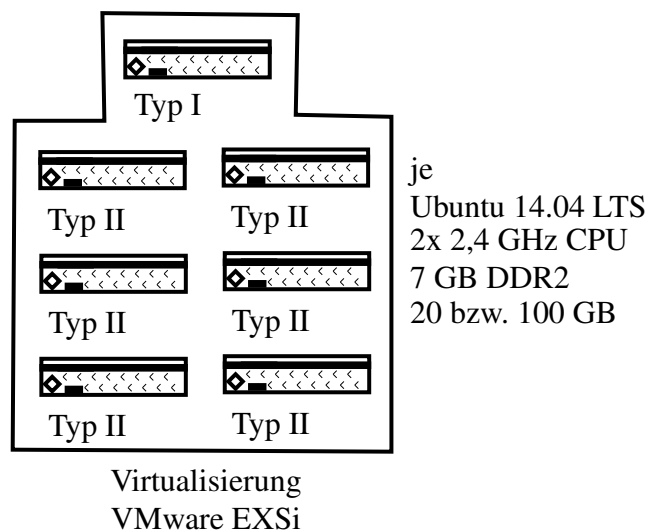 Typ I
Typ II
Typ II
Typ II
Typ II
Typ II
Typ II
je
Ubuntu 14.04 LTS
2x 2,4 GHz CPU
7 GB DDR2
20 bzw. 100 GB
Virtualisierung
VMware EXSi